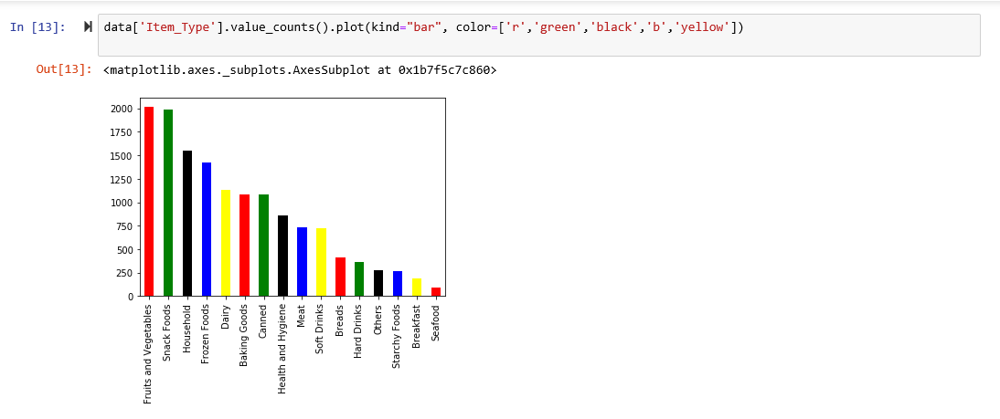 In [13]: data['Item_Type'].value_counts().plot(kind="bar", color=['r','green','black','b','yellow'])
Out[13]: <matplotlib.axes._subplots.AxesSubplot at 0x1b7f5c7c860>
2000
1750
1500
1250
1000
750
500
250
0
Fruits and Vegetables
Snack Foods
Household
Frozen Foods
Dairy
Baking Goods
Canned
Health and Hygiene
Meat
Soft Drinks
Breads
Hard Drinks
Others
Starchy Foods
Breakfast
Seafood